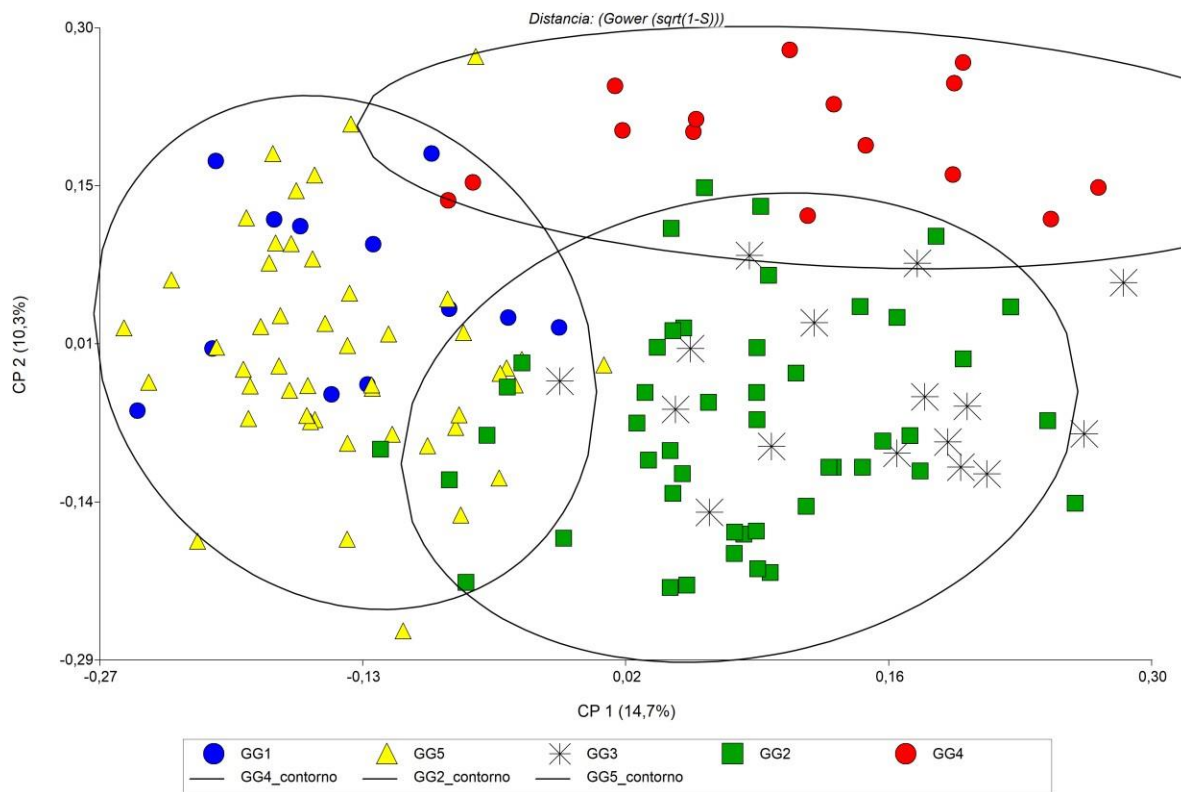 Distancia: (Gower (sqrt(1-S)))
0,30
0,15
0,01
-0,14
-0,29
CP 2 (10,3%)
-0,27 -0,13 0,02 0,16 0,30
CP 1 (14,7%)
GG1 GG5 GG3 GG2 GG4
GG4_contorno GG2_contorno GG5_contorno